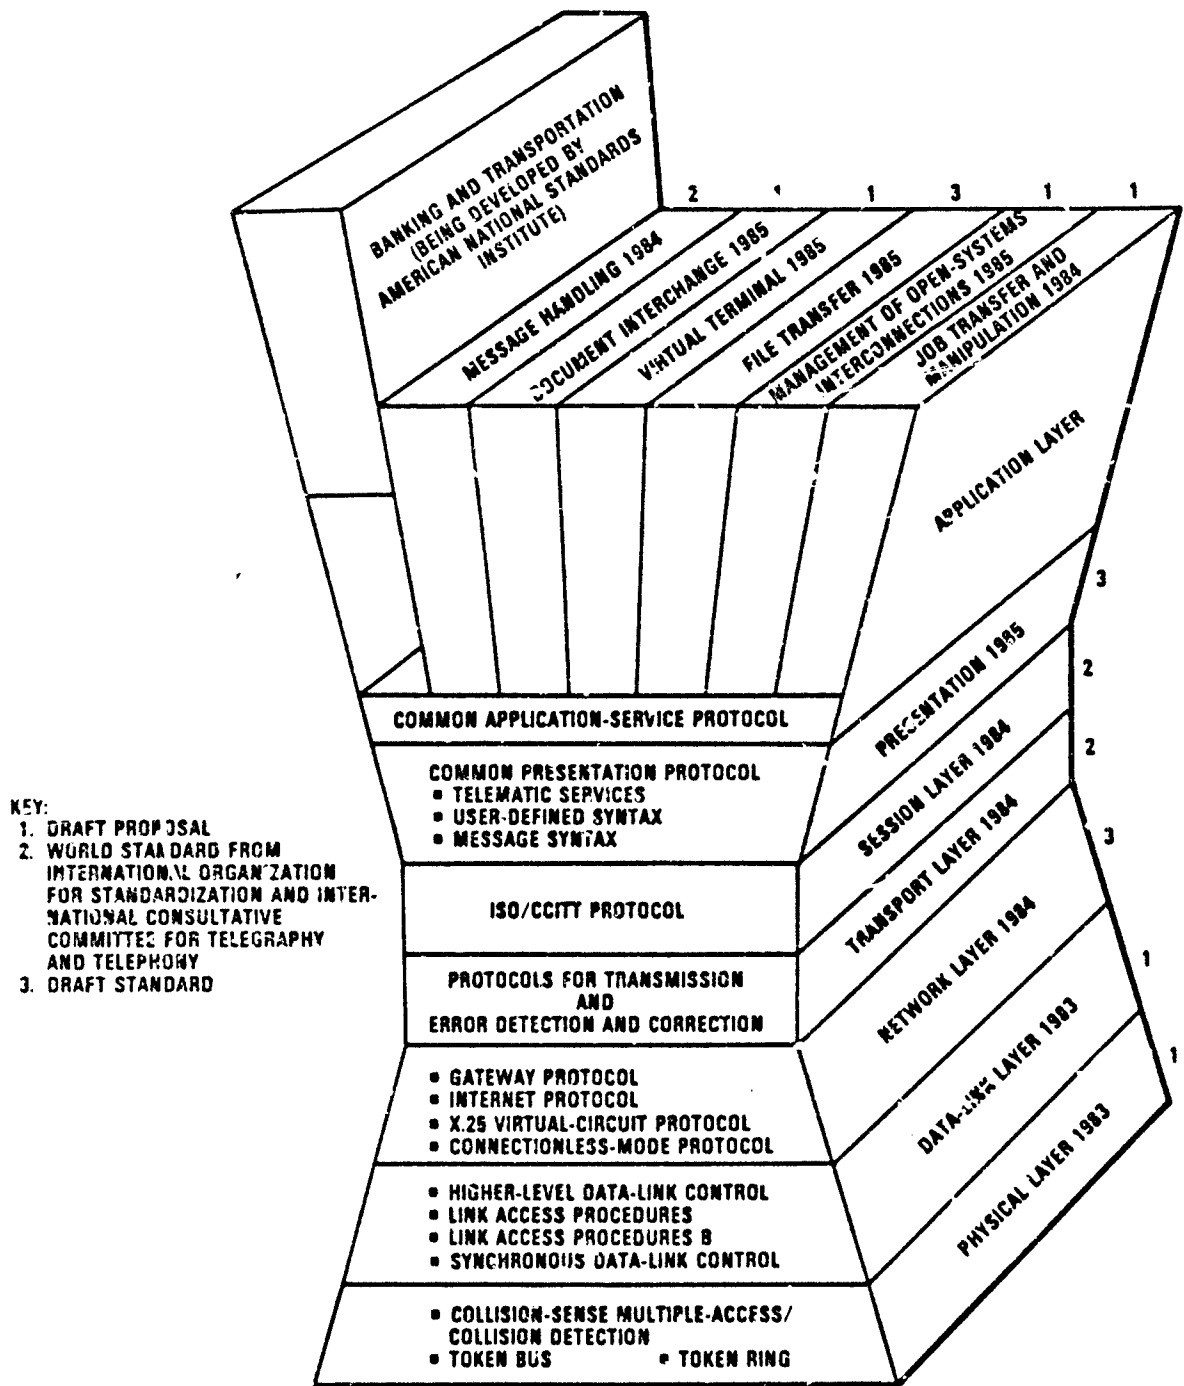 BANKING AND TRANSPORTATION
(BEING DEVELOPED BY
AMERICAN NATIONAL STANDARDS
INSTITUTE)
2 1 1 3 1 1
MESSAGE HANDLING 1984
DOCUMENT INTERCHANGE 1985
VIRTUAL TERMINAL 1985
FILE TRANSFER 1985
MANAGEMENT OF OPEN-SYSTEMS
INTERCONNECTIONS 1985
JOB TRANSFER AND
MANIPULATION 1984
APPLICATION LAYER
3
PRESENTATION 1985
2
SESSION LAYER 1984
2
TRANSPORT LAYER 1984
3
NETWORK LAYER 1984
1
DATA-LINK LAYER 1983
1
PHYSICAL LAYER 1983
COMMON APPLICATION-SERVICE PROTOCOL
COMMON PRESENTATION PROTOCOL
▪ TELEMATIC SERVICES
▪ USER-DEFINED SYNTAX
▪ MESSAGE SYNTAX
ISO/CCITT PROTOCOL
PROTOCOLS FOR TRANSMISSION
AND
ERROR DETECTION AND CORRECTION
▪ GATEWAY PROTOCOL
▪ INTERNET PROTOCOL
▪ X.25 VIRTUAL-CIRCUIT PROTOCOL
▪ CONNECTIONLESS-MODE PROTOCOL
▪ HIGHER-LEVEL DATA-LINK CONTROL
▪ LINK ACCESS PROCEDURES
▪ LINK ACCESS PROCEDURES B
▪ SYNCHRONOUS DATA-LINK CONTROL
▪ COLLISION-SENSE MULTIPLE-ACCESS/
COLLISION DETECTION
▪ TOKEN BUS ▪ TOKEN RING
KEY:
1. DRAFT PROPOSAL
2. WORLD STANDARD FROM
INTERNATIONAL ORGANIZATION
FOR STANDARDIZATION AND INTER-
NATIONAL CONSULTATIVE
COMMITTEE FOR TELEGRAPHY
AND TELEPHONY
3. DRAFT STANDARD